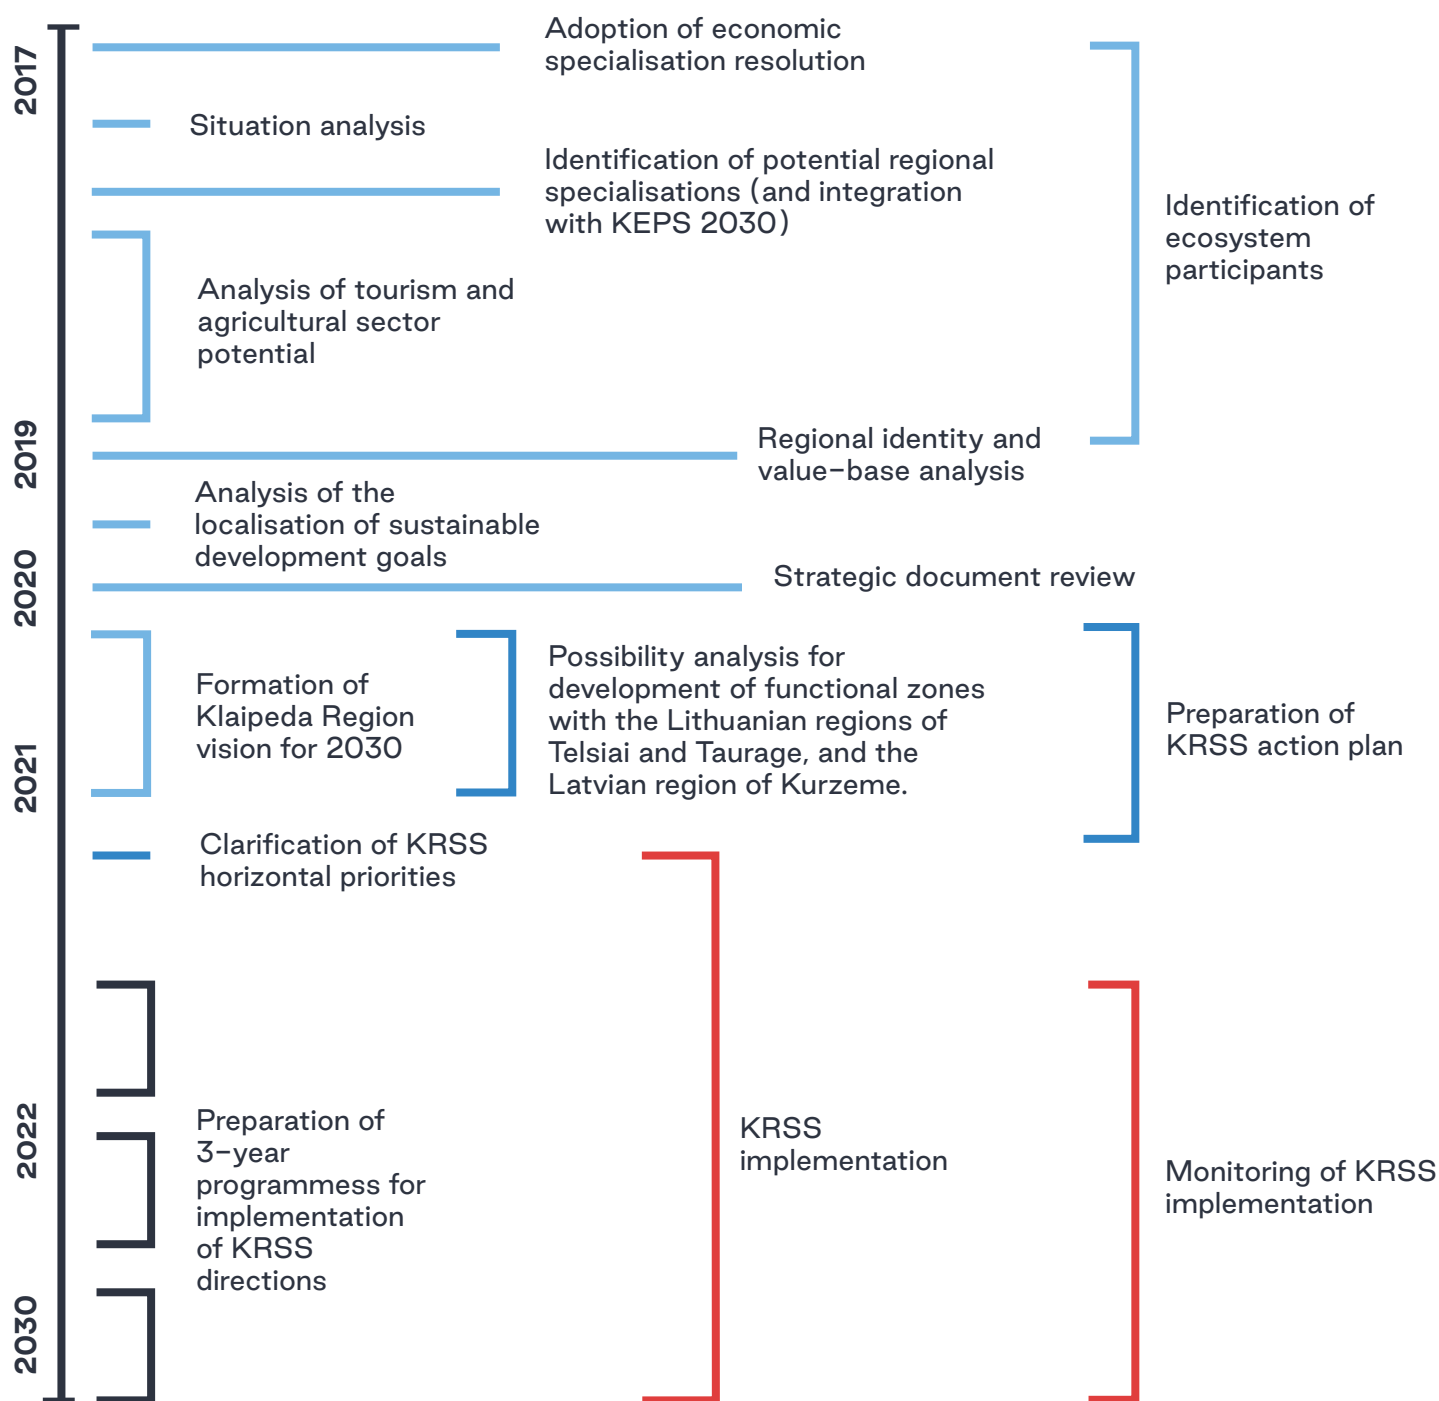 2017
Adoption of economic
specialisation resolution
Situation analysis
Identification of potential regional
specialisations (and integration
with KEPS 2030)
Identification of
ecosystem
participants
Analysis of tourism and
agricultural sector
potential
2019
Regional identity and
value-base analysis
Analysis of the
localisation of sustainable
development goals
2020
Strategic document review
Formation of
Klaipeda Region
vision for 2030
Possibility analysis for
development of functional zones
with the Lithuanian regions of
Telsiai and Taurage, and the
Latvian region of Kurzeme.
Preparation of
KRSS action plan
2021
Clarification of KRSS
horizontal priorities
2022
Preparation of
3-year
programmess for
implementation
of KRSS
directions
KRSS
implementation
Monitoring of KRSS
implementation
2030